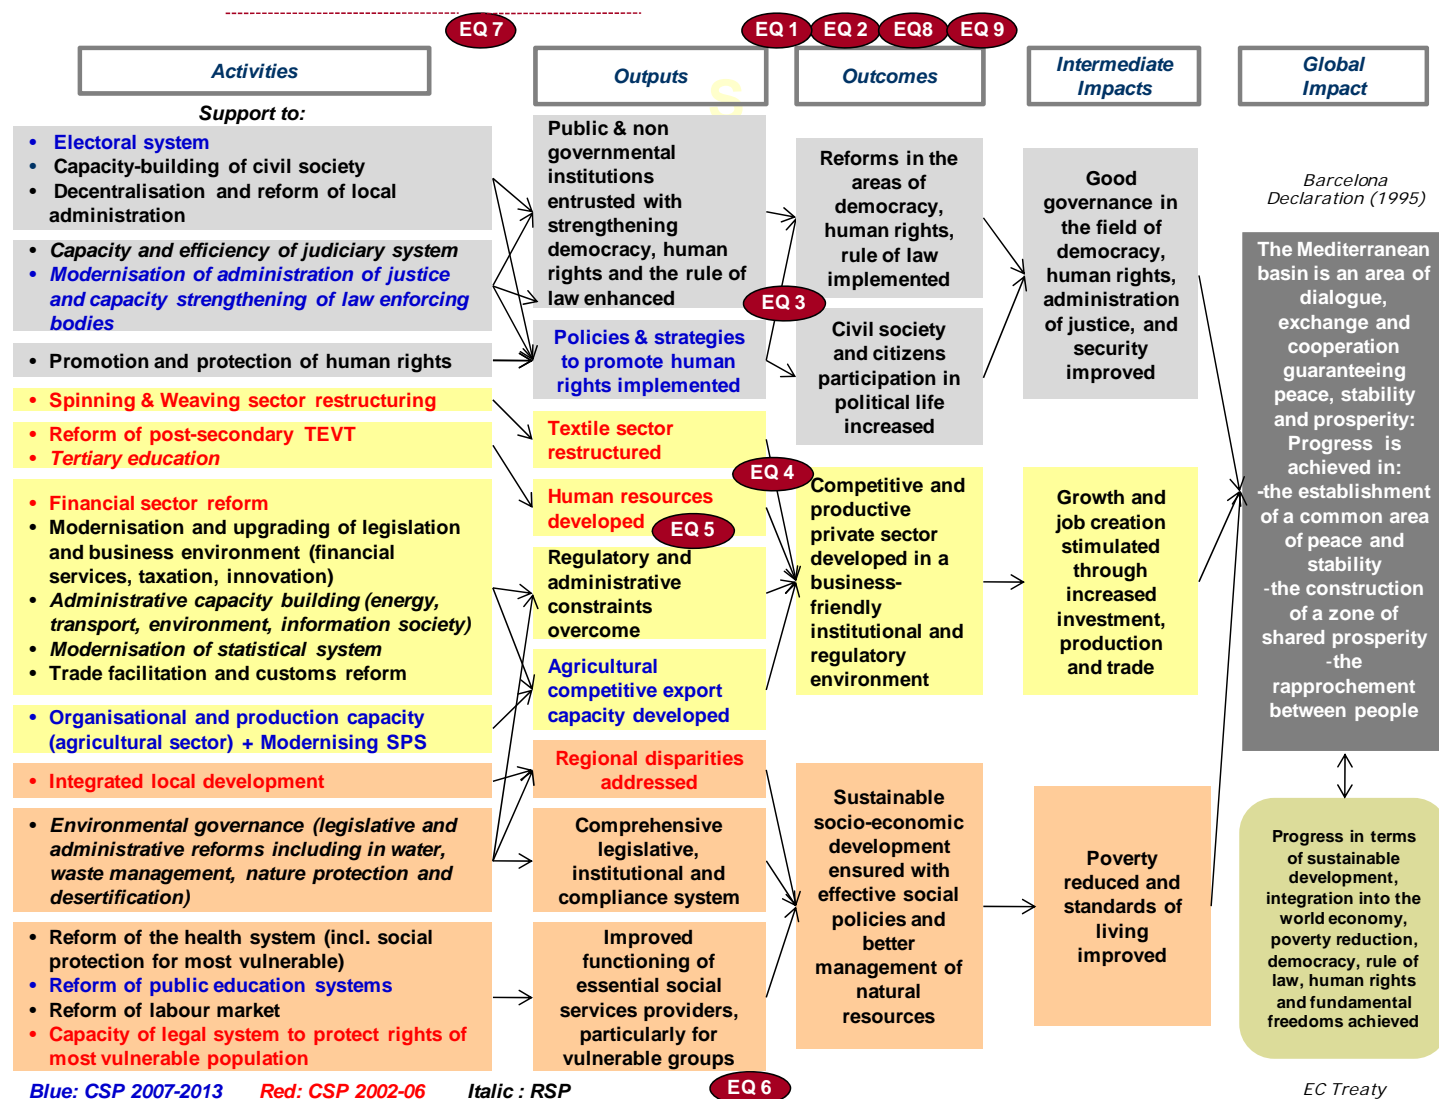 EQ 7
EQ 1
EQ 2
EQ8
EQ 9
Activities
Outputs
Outcomes
Intermediate
Impacts
Global
Impact
S
Support to:
• Electoral system
• Capacity-building of civil society
• Decentralisation and reform of local
administration
• Capacity and efficiency of judiciary system
• Modernisation of administration of justice
and capacity strengthening of law enforcing
bodies
• Promotion and protection of human rights
• Spinning & Weaving sector restructuring
• Reform of post-secondary TEVT
• Tertiary education
• Financial sector reform
• Modernisation and upgrading of legislation
and business environment (financial
services, taxation, innovation)
• Administrative capacity building (energy,
transport, environment, information society)
• Modernisation of statistical system
• Trade facilitation and customs reform
• Organisational and production capacity
(agricultural sector) + Modernising SPS
• Integrated local development
• Environmental governance (legislative and
administrative reforms including in water,
waste management, nature protection and
desertification)
• Reform of the health system (incl. social
protection for most vulnerable)
• Reform of public education systems
• Reform of labour market
• Capacity of legal system to protect rights of
most vulnerable population
Public & non
governmental
institutions
entrusted with
strengthening
democracy, human
rights and the rule of
law enhanced
EQ 3
Policies & strategies
to promote human
rights implemented
Textile sector
restructured
EQ 4
Human resources
developed
EQ 5
Regulatory and
administrative
constraints
overcome
Agricultural
competitive export
capacity developed
Regional disparities
addressed
Comprehensive
legislative,
institutional and
compliance system
Improved
functioning of
essential social
services providers,
particularly for
vulnerable groups
Reforms in the
areas of
democracy,
human rights,
rule of law
implemented
Civil society
and citizens
participation in
political life
increased
Competitive and
productive
private sector
developed in a
business-
friendly
institutional and
regulatory
environment
Sustainable
socio-economic
development
ensured with
effective social
policies and
better
management of
natural
resources
Good
governance in
the field of
democracy,
human rights,
administration
of justice, and
security
improved
Growth and
job creation
stimulated
through
increased
investment,
production
and trade
Poverty
reduced and
standards of
living
improved
Barcelona
Declaration (1995)
The Mediterranean
basin is an area of
dialogue,
exchange and
cooperation
guaranteeing
peace, stability
and prosperity:
Progress is
achieved in:
-the establishment
of a common area
of peace and
stability
-the construction
of a zone of
shared prosperity
-the
rapprochement
between people
Progress in terms
of sustainable
development,
integration into the
world economy,
poverty reduction,
democracy, rule of
law, human rights
and fundamental
freedoms achieved
Blue: CSP 2007-2013
Red: CSP 2002-06
Italic : RSP
EQ 6
EC Treaty